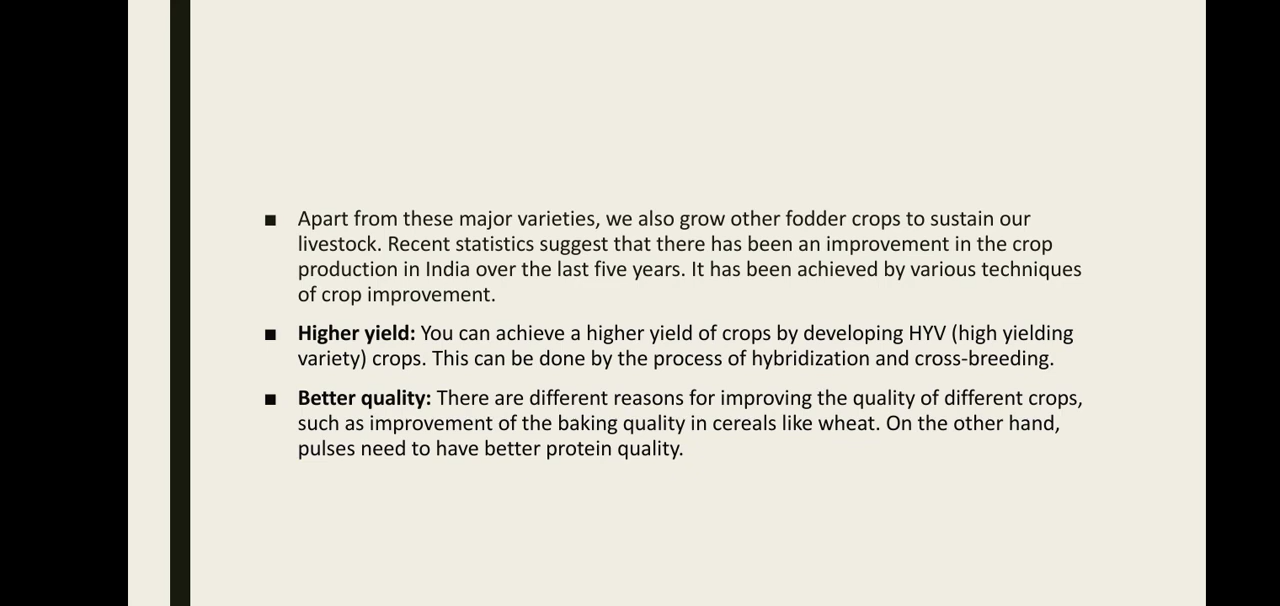 ■ Apart from these major varieties, we also grow other fodder crops to sustain our
livestock. Recent statistics suggest that there has been an improvement in the crop
production in India over the last five years. It has been achieved by various techniques
of crop improvement.
■ Higher yield: You can achieve a higher yield of crops by developing HYV (high yielding
variety) crops. This can be done by the process of hybridization and cross-breeding.
■ Better quality: There are different reasons for improving the quality of different crops,
such as improvement of the baking quality in cereals like wheat. On the other hand,
pulses need to have better protein quality.